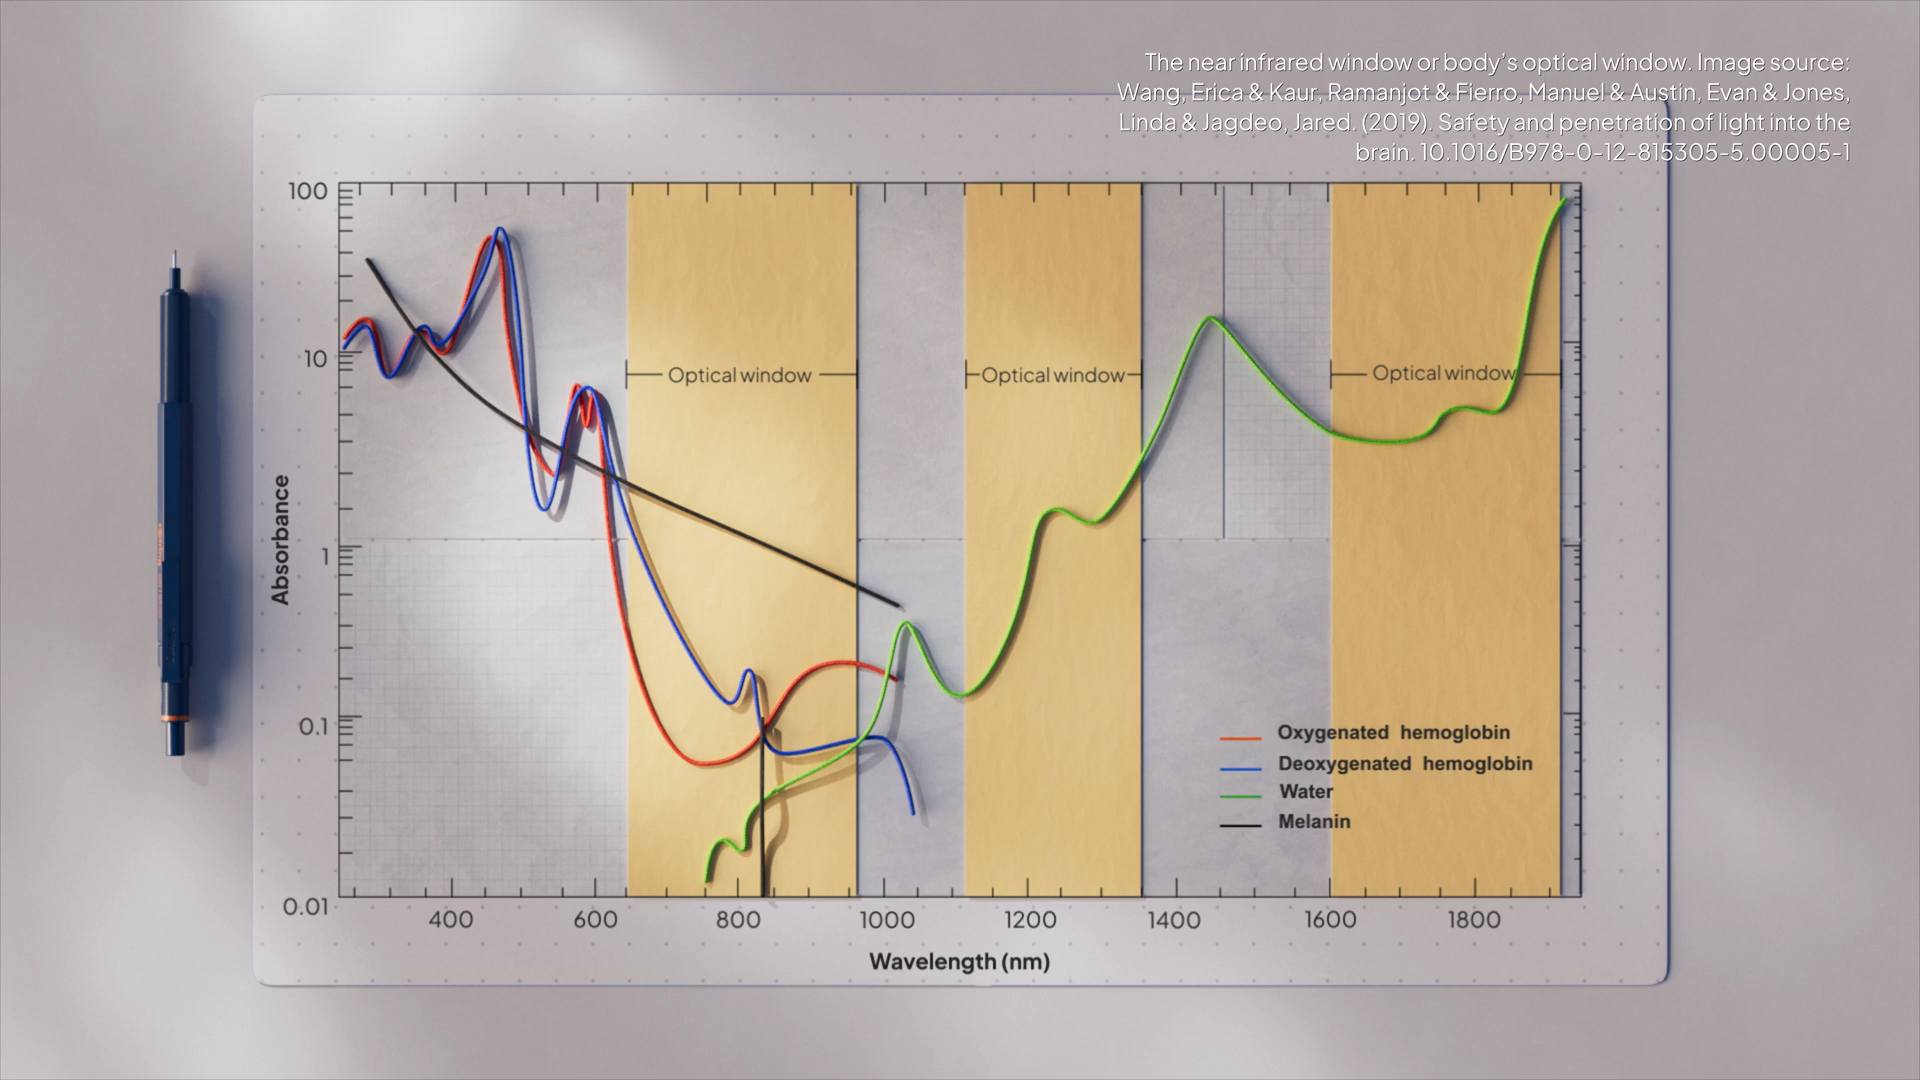 The near infrared window or body's optical window. Image source:
Wang, Erica & Kaur, Ramanjot & Fierro, Manuel & Austin, Evan & Jones,
Linda & Jagdeo, Jared. (2019). Safety and penetration of light into the
brain. 10.1016/B978-0-12-815305-5.00005-1
100
10
1
0.1
0.01
Absorbance
Optical window
Optical window
Optical window
Oxygenated hemoglobin
Deoxygenated hemoglobin
Water
Melanin
400 600 800 1000 1200 1400 1600 1800
Wavelength (nm)